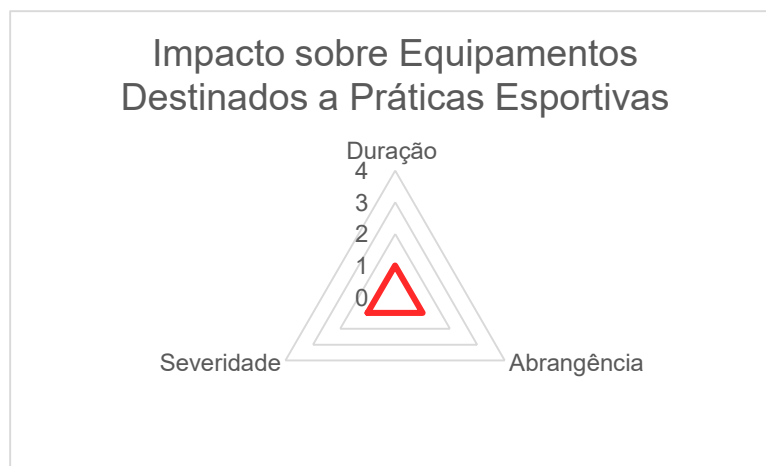 Impacto sobre Equipamentos
Destinados a Práticas Esportivas
Duração
4
3
2
1
0
Severidade
Abrangência